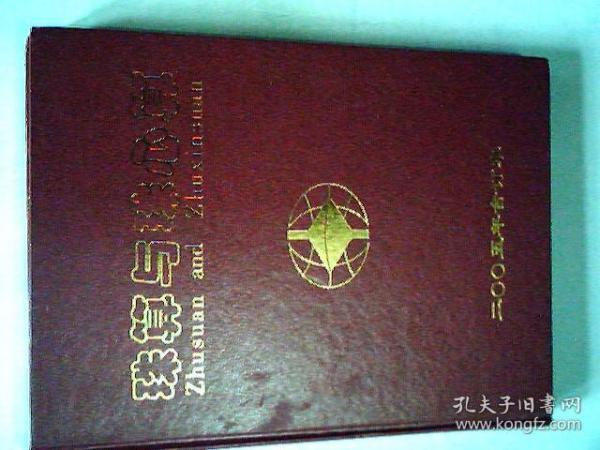 珠算与珠心算
Zhusuan and Zhuxinsuan
二〇〇五年合订本
孔夫子旧书网
www.kongfz.com